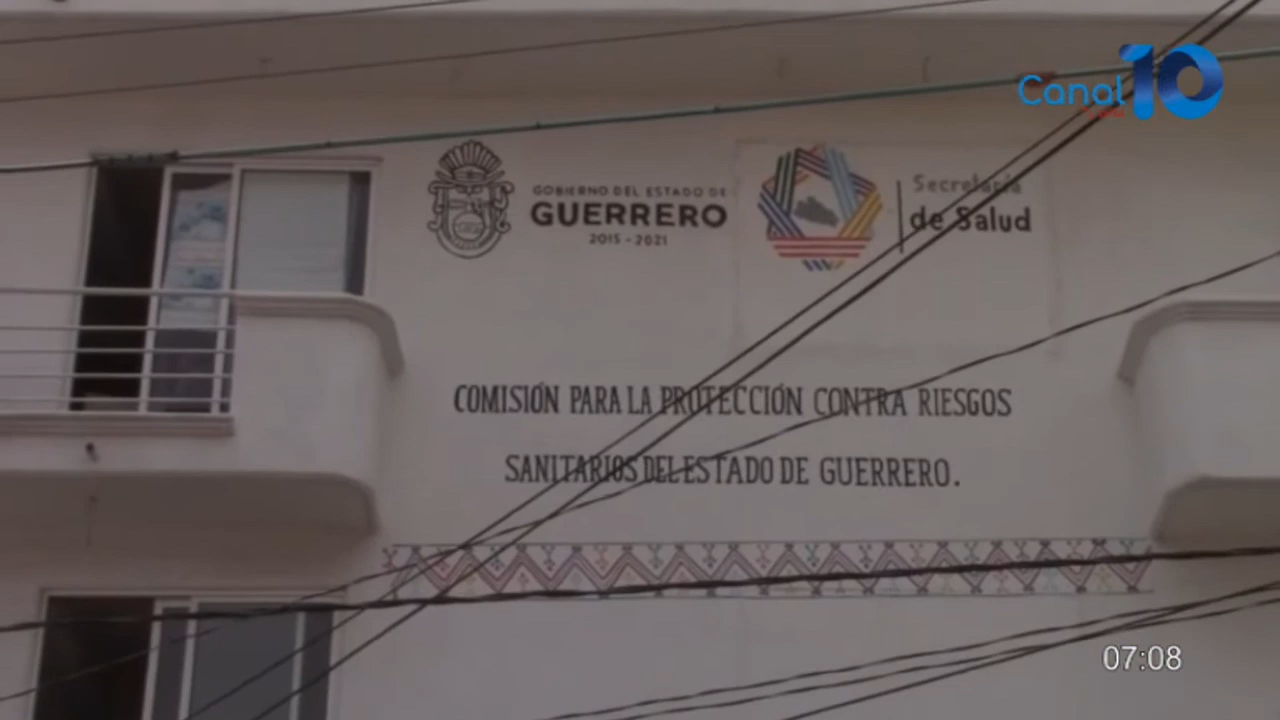 Canal 10
GOBIERNO DEL ESTADO DE
GUERRERO
2015 - 2021
Secretaría
de Salud
COMISIÓN PARA LA PROTECCIÓN CONTRA RIESGOS
SANITARIOS DEL ESTADO DE GUERRERO.
07:08